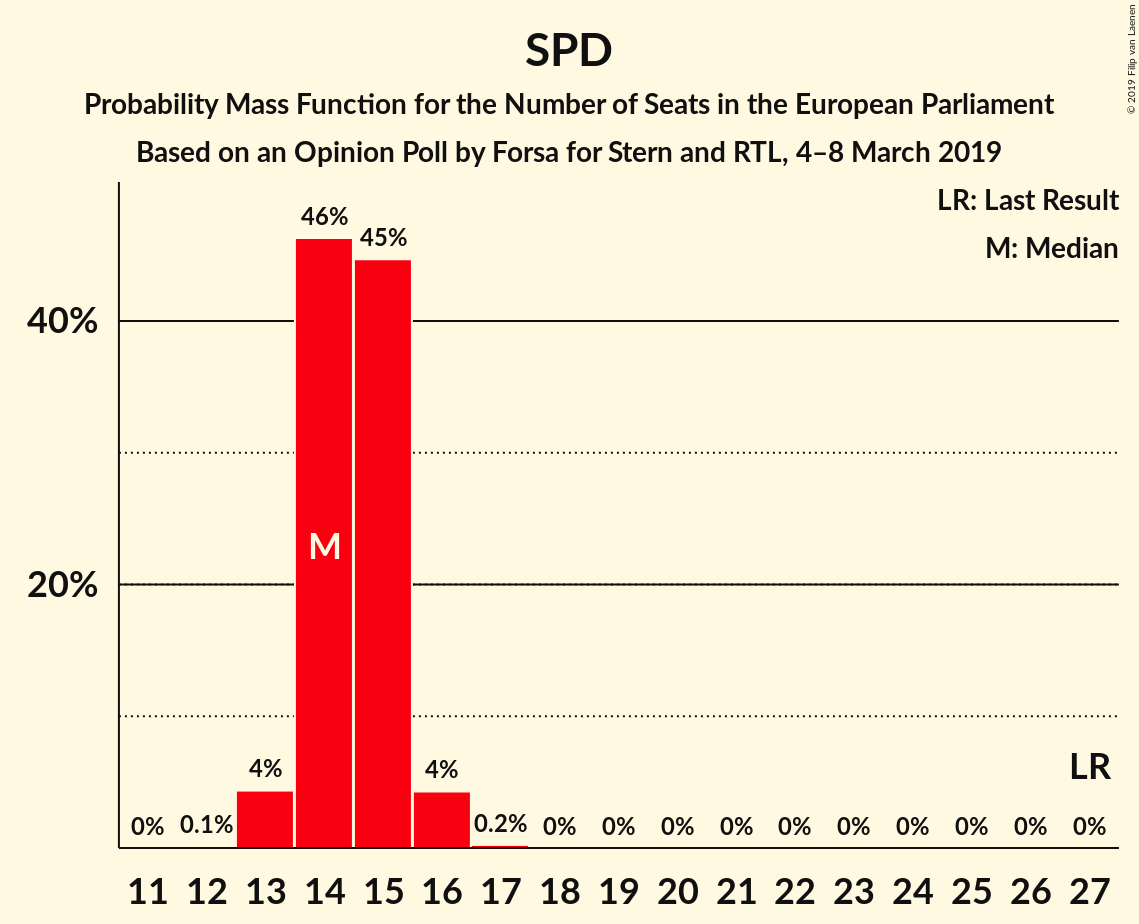 SPD
Probability Mass Function for the Number of Seats in the European Parliament
Based on an Opinion Poll by Forsa for Stern and RTL, 4–8 March 2019
© 2019 Filip van Laenen
LR: Last Result
M: Median
46%
45%
40%
M
20%
LR
4%
4%
0%
0.1%
0.2%
0%
0%
0%
0%
0%
0%
0%
0%
0%
0%
11 12 13 14 15 16 17 18 19 20 21 22 23 24 25 26 27